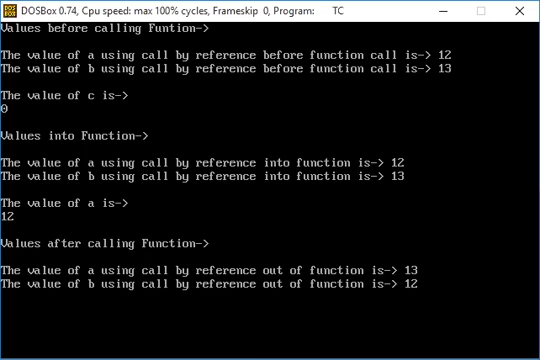 DOSBox 0.74, Cpu speed: max 100% cycles, Frameskip 0, Program: TC
Values before calling Funtion->
The value of a using call by reference before function call is-> 12
The value of b using call by reference before function call is-> 13
The value of c is->
0
Values into Function->
The value of a using call by reference into function is-> 12
The value of b using call by reference into function is-> 13
The value of a is->
12
Values after calling Function->
The value of a using call by reference out of function is-> 13
The value of b using call by reference out of function is-> 12